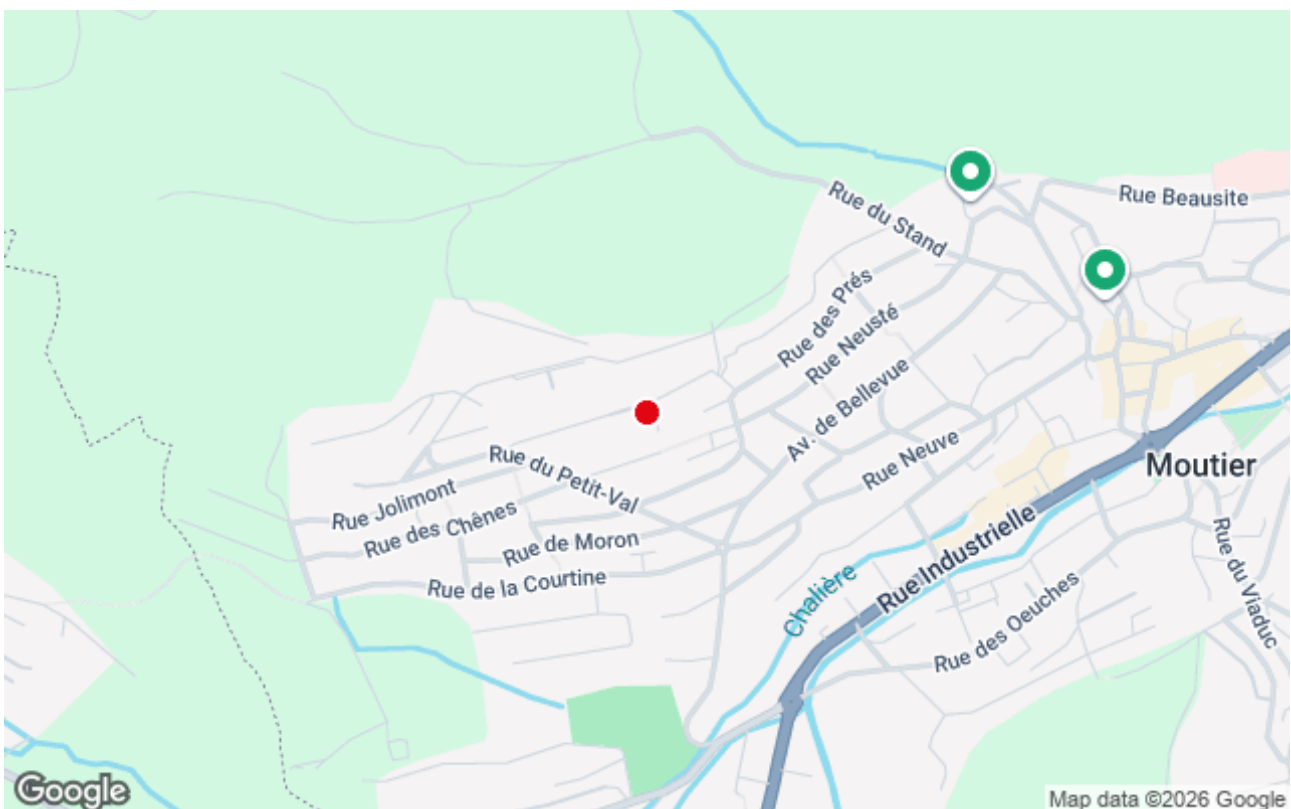 Rue Beausite
Rue du Stand
Rue des Prés
Rue Neusté
Av. de Bellevue
Rue Neuve
Moutier
Rue du Petit-Val
Rue Jolimont
Rue des Chênes
Rue de Moron
Rue de la Courtine
Chalière
Rue Industrielle
Rue des Oeuches
Rue du Viaduc
Google
Map data ©2026 Google